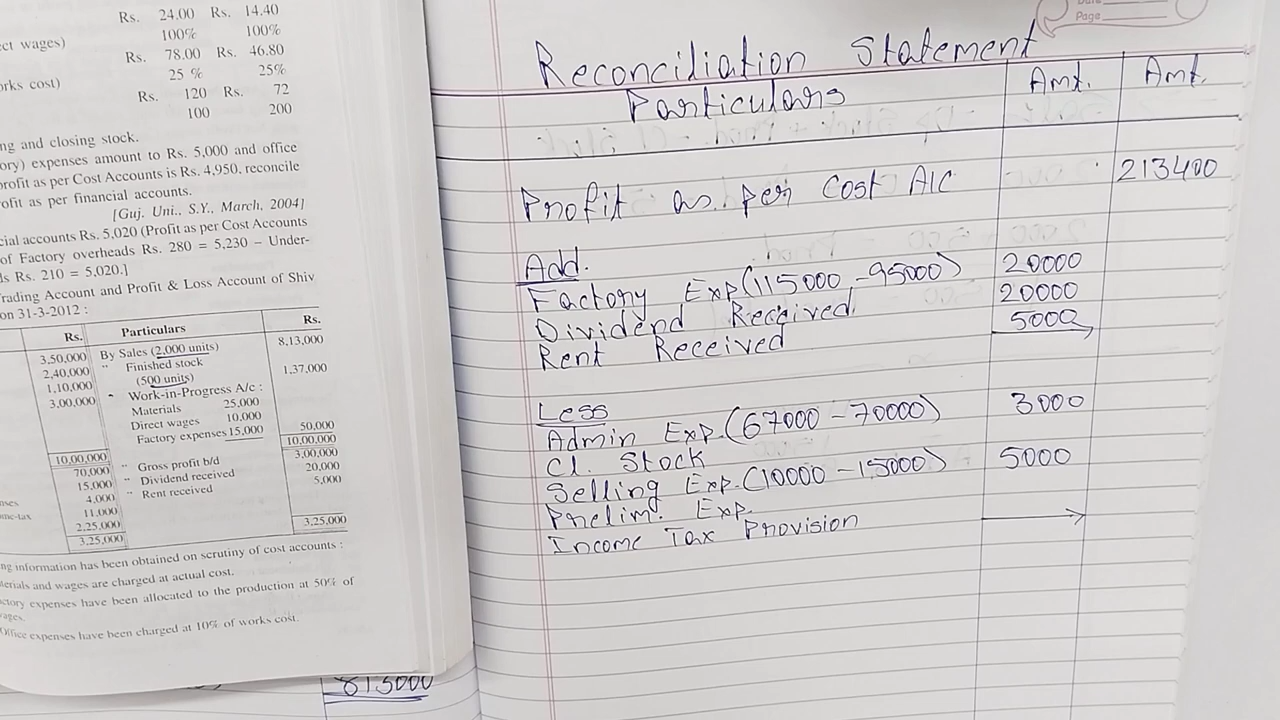 Rs. 24.00 Rs. 14.40
100% 100%
ect wages)
Rs. 78.00 Rs. 46.80
25 % 25%
orks cost)
Rs. 120 Rs. 72
100 200
ng and closing stock.
ory) expenses amount to Rs. 5,000 and office
rofit as per Cost Accounts is Rs. 4,950, reconcile
ofit as per financial accounts.
[Guj. Uni., S.Y., March, 2004]
cial accounts Rs. 5,020 (Profit as per Cost Accounts
of Factory overheads Rs. 280 = 5,230 – Under-
ds Rs. 210 = 5,020.]
rading Account and Profit & Loss Account of Shiv
on 31-3-2012 :
Rs. Particulars Rs.
3,50,000 By Sales (2,000 units) 8,13,000
2,40,000 " Finished stock
1,10,000 (500 units) 1,37,000
3,00,000 " Work-in-Progress A/c :
Materials 25,000
Direct wages 10,000
Factory expenses 15,000 50,000
10,00,000 10,00,000
70,000 " Gross profit b/d 3,00,000
15,000 " Dividend received 20,000
4,000 " Rent received 5,000
11,000
2,25,000
3,25,000 3,25,000
ng information has been obtained on scrutiny of cost accounts :
terials and wages are charged at actual cost.
ctory expenses have been allocated to the production at 50% of
ages.
Office expenses have been charged at 10% of works cost.
813000
Page
Reconciliation Statement
Particulars Amt. Amt.
Profit as per Cost A/C 213400
Add.
Factory Exp(115000 - 95000) 20000
Dividend Received 20000
Rent Received 5000
Less
Admin Exp. (67000 - 70000) 3000
Cl. Stock
Selling Exp. (10000 - 15000) 5000
Prelim. Exp.
Income Tax Provision